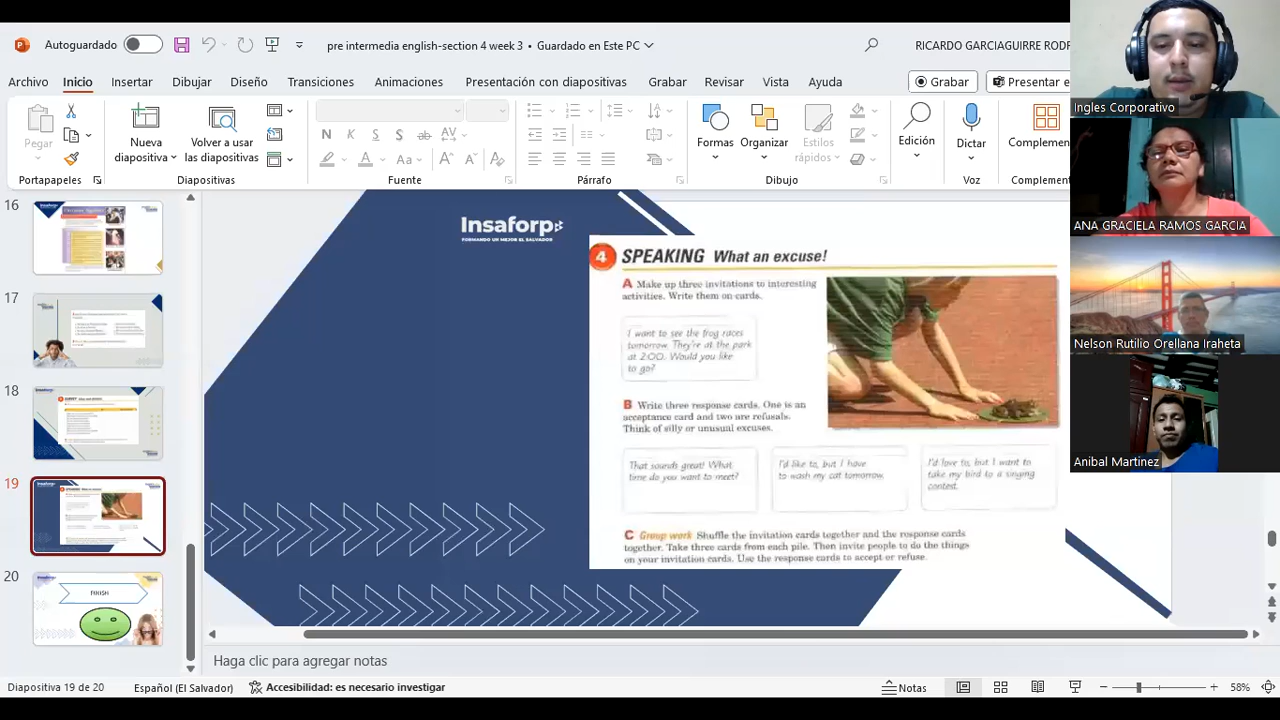 Autoguardado
pre intermedia english-section 4 week 3 • Guardado en Este PC
RICARDO GARCIAGUIRRE RODR
Archivo Inicio Insertar Dibujar Diseño Transiciones Animaciones Presentación con diapositivas Grabar Revisar Vista Ayuda
Grabar
Presentar e
Pegar
Nueva
diapositiva
Volver a usar
las diapositivas
Formas
Organizar
Estilos
rápidos
Edición
Dictar
Complemen
Portapapeles
Diapositivas
Fuente
Párrafo
Dibujo
Voz
Complement
16
17
18
19
20
FINISH
Insaforp
FORMANDO UN MEJOR EL SALVADOR
4 SPEAKING What an excuse!
A Make up three invitations to interesting
activities. Write them on cards.
I want to see the frog races
tomorrow. They're at the park
at 2:00. Would you like
to go?
B Write three response cards. One is an
acceptance card and two are refusals.
Think of silly or unusual excuses.
That sounds great! What
time do you want to meet?
I'd like to, but I have
to wash my cat tomorrow.
I'd love to, but I want to
take my bird to a singing
contest.
C Group work Shuffle the invitation cards together and the response cards
together. Take three cards from each pile. Then invite people to do the things
on your invitation cards. Use the response cards to accept or refuse.
Haga clic para agregar notas
Diapositiva 19 de 20
Español (El Salvador)
Accesibilidad: es necesario investigar
Notas
58%
Ingles Corporativo
ANA GRACIELA RAMOS GARCIA
Nelson Rutilio Orellana Iraheta
Anibal Martinez